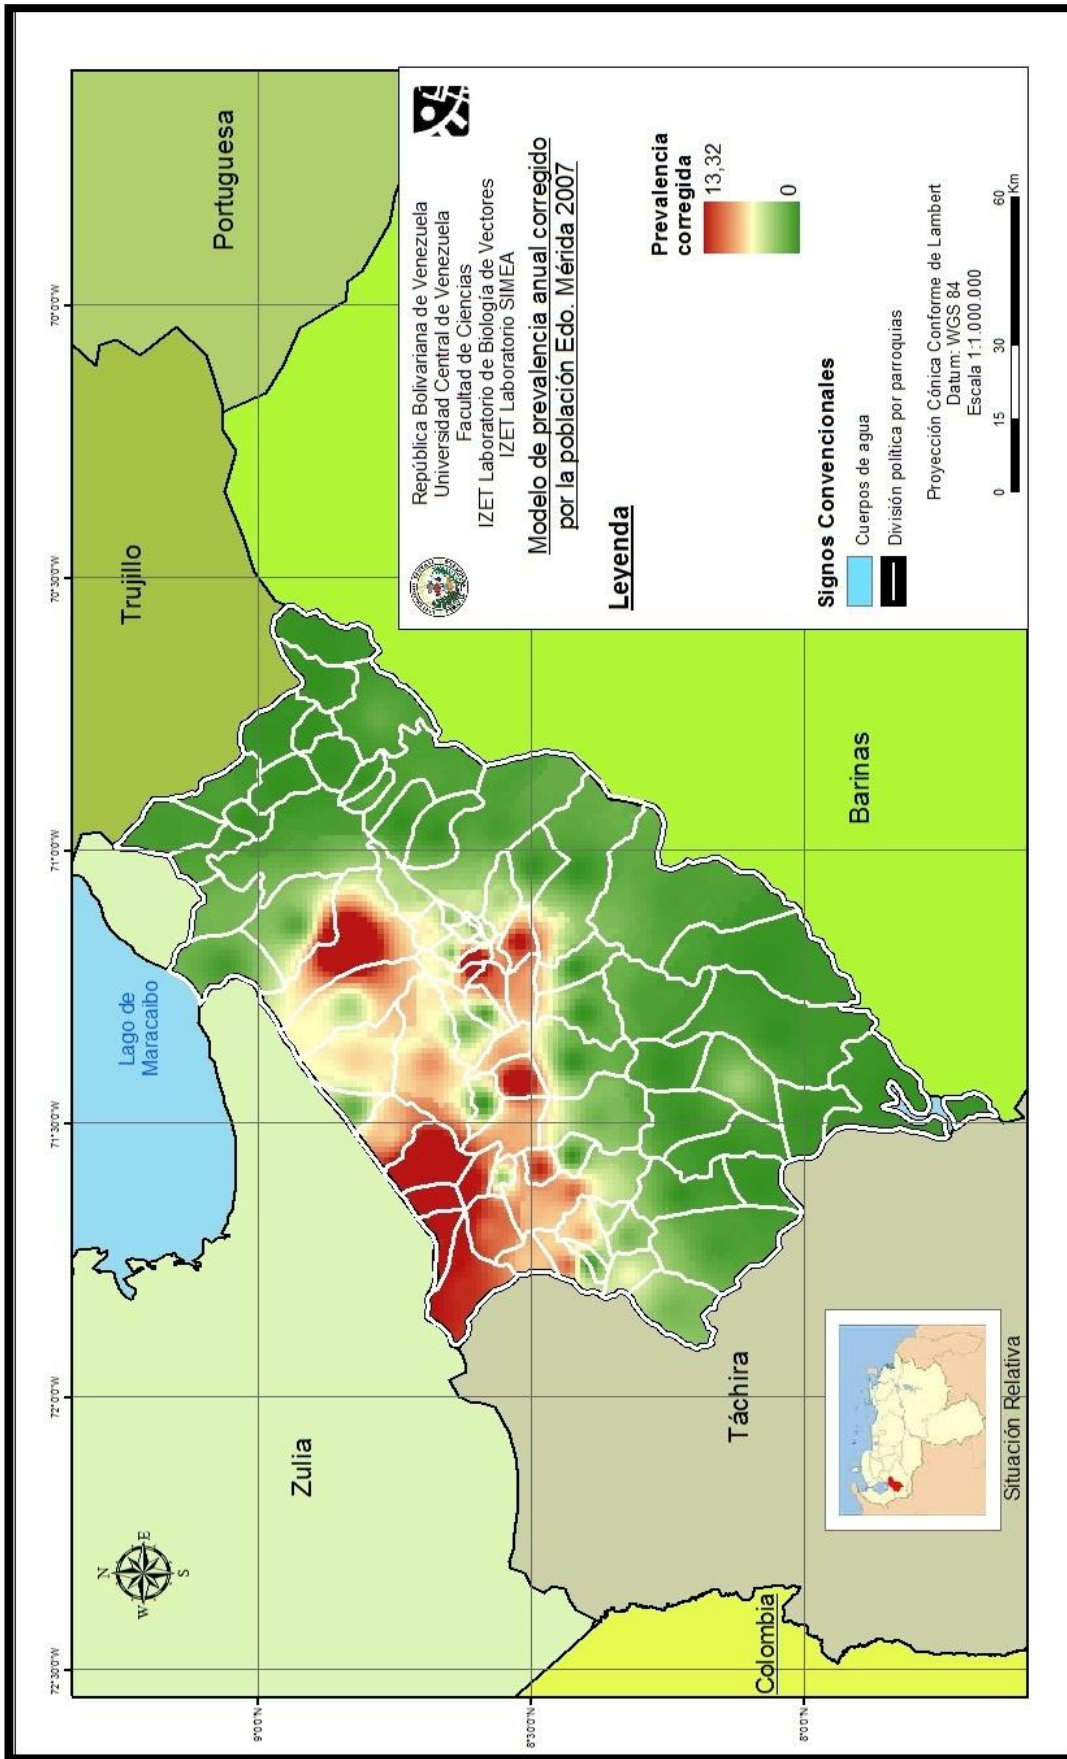 72°30'0"W
72°0'0"W
71°30'0"W
71°0'0"W
70°30'0"W
70°0'0"W
9°0'0"N
8°30'0"N
8°0'0"N
N
W
E
S
Zulia
Lago de
Maracaibo
Trujillo
Portuguesa
Táchira
Barinas
Colombia
Situación Relativa
República Bolivariana de Venezuela
Universidad Central de Venezuela
Facultad de Ciencias
IZET Laboratorio de Biología de Vectores
IZET Laboratorio SIMEA
Modelo de prevalencia anual corregido
por la población Edo. Mérida 2007
Leyenda
Prevalencia
corregida
13,32
0
Signos Convencionales
Cuerpos de agua
División política por parroquias
Proyección Cónica Conforme de Lambert
Datum: WGS 84
Escala 1:1.000.000
0 15 30 60
Km